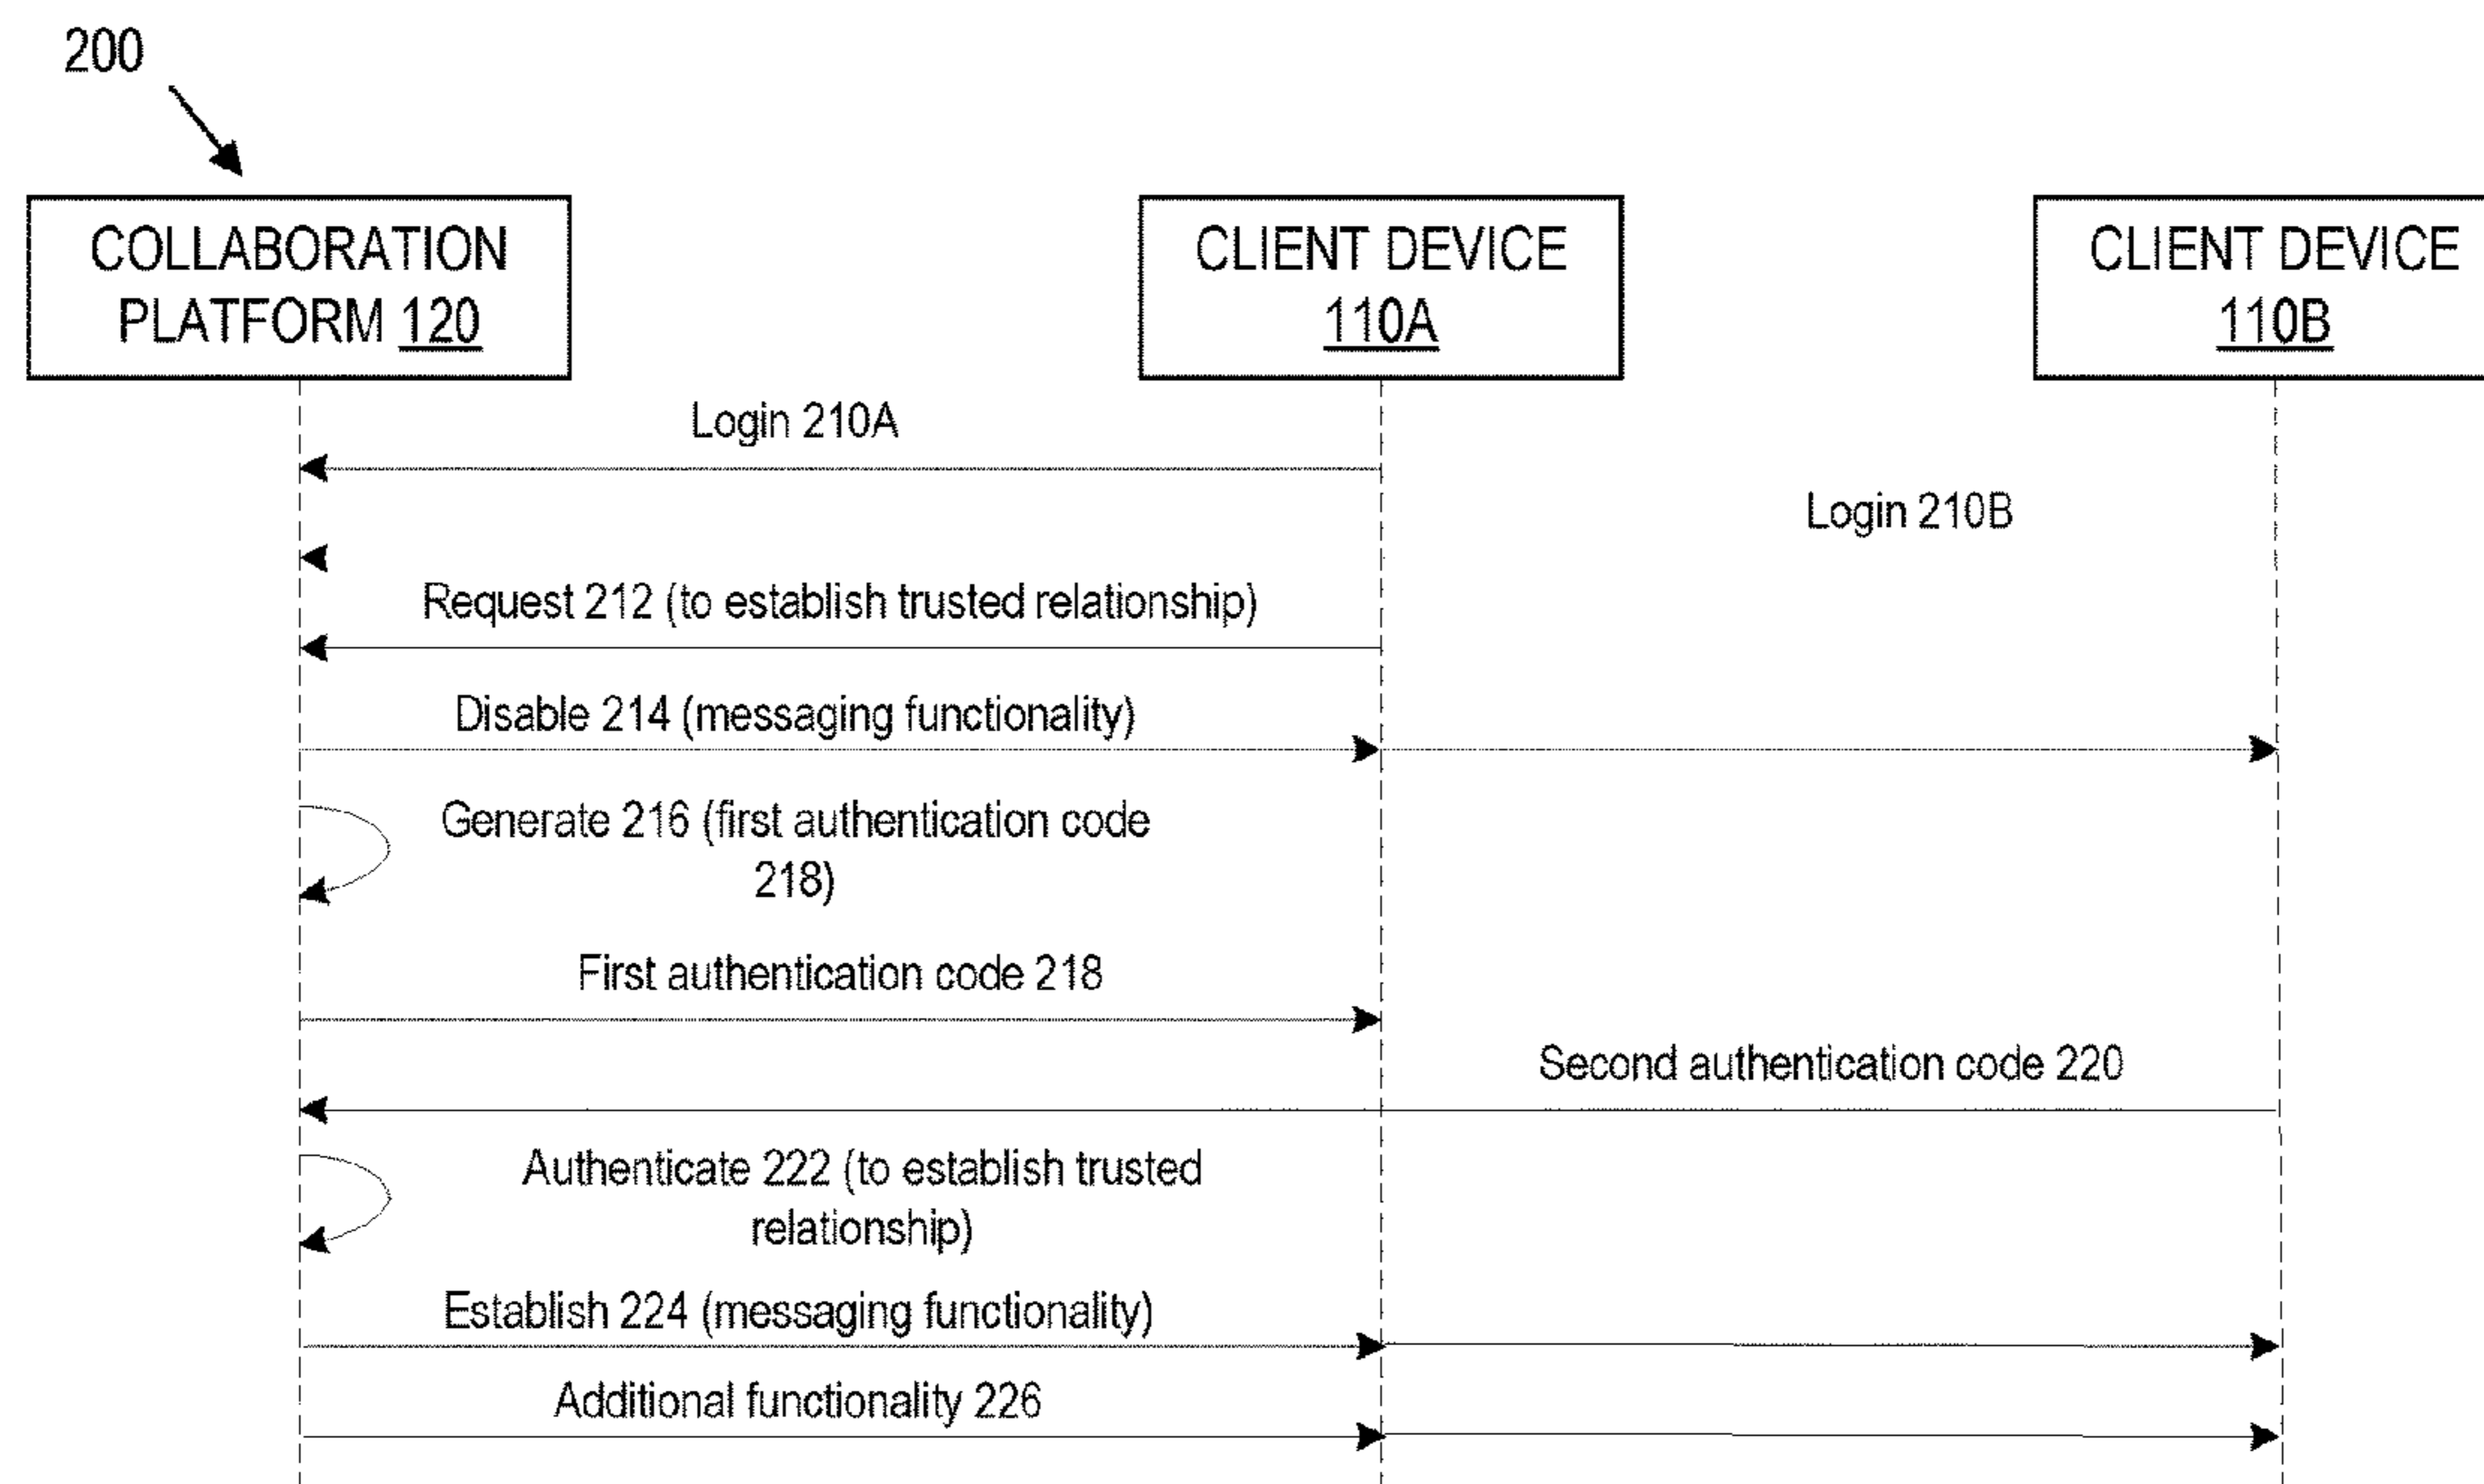 200
COLLABORATION
PLATFORM 120
CLIENT DEVICE
110A
CLIENT DEVICE
110B
Login 210A
Login 210B
Request 212 (to establish trusted relationship)
Disable 214 (messaging functionality)
Generate 216 (first authentication code
218)
First authentication code 218
Second authentication code 220
Authenticate 222 (to establish trusted
relationship)
Establish 224 (messaging functionality)
Additional functionality 226